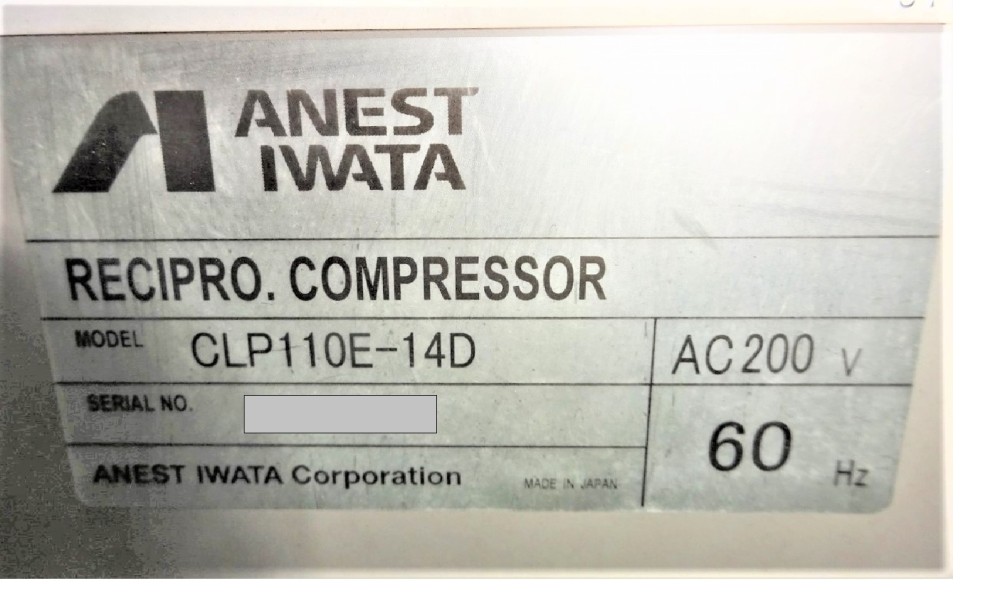 ANEST
IWATA
RECIPRO. COMPRESSOR
MODEL CLP110E-14D AC200 V
SERIAL NO.
60 Hz
ANEST IWATA Corporation MADE IN JAPAN